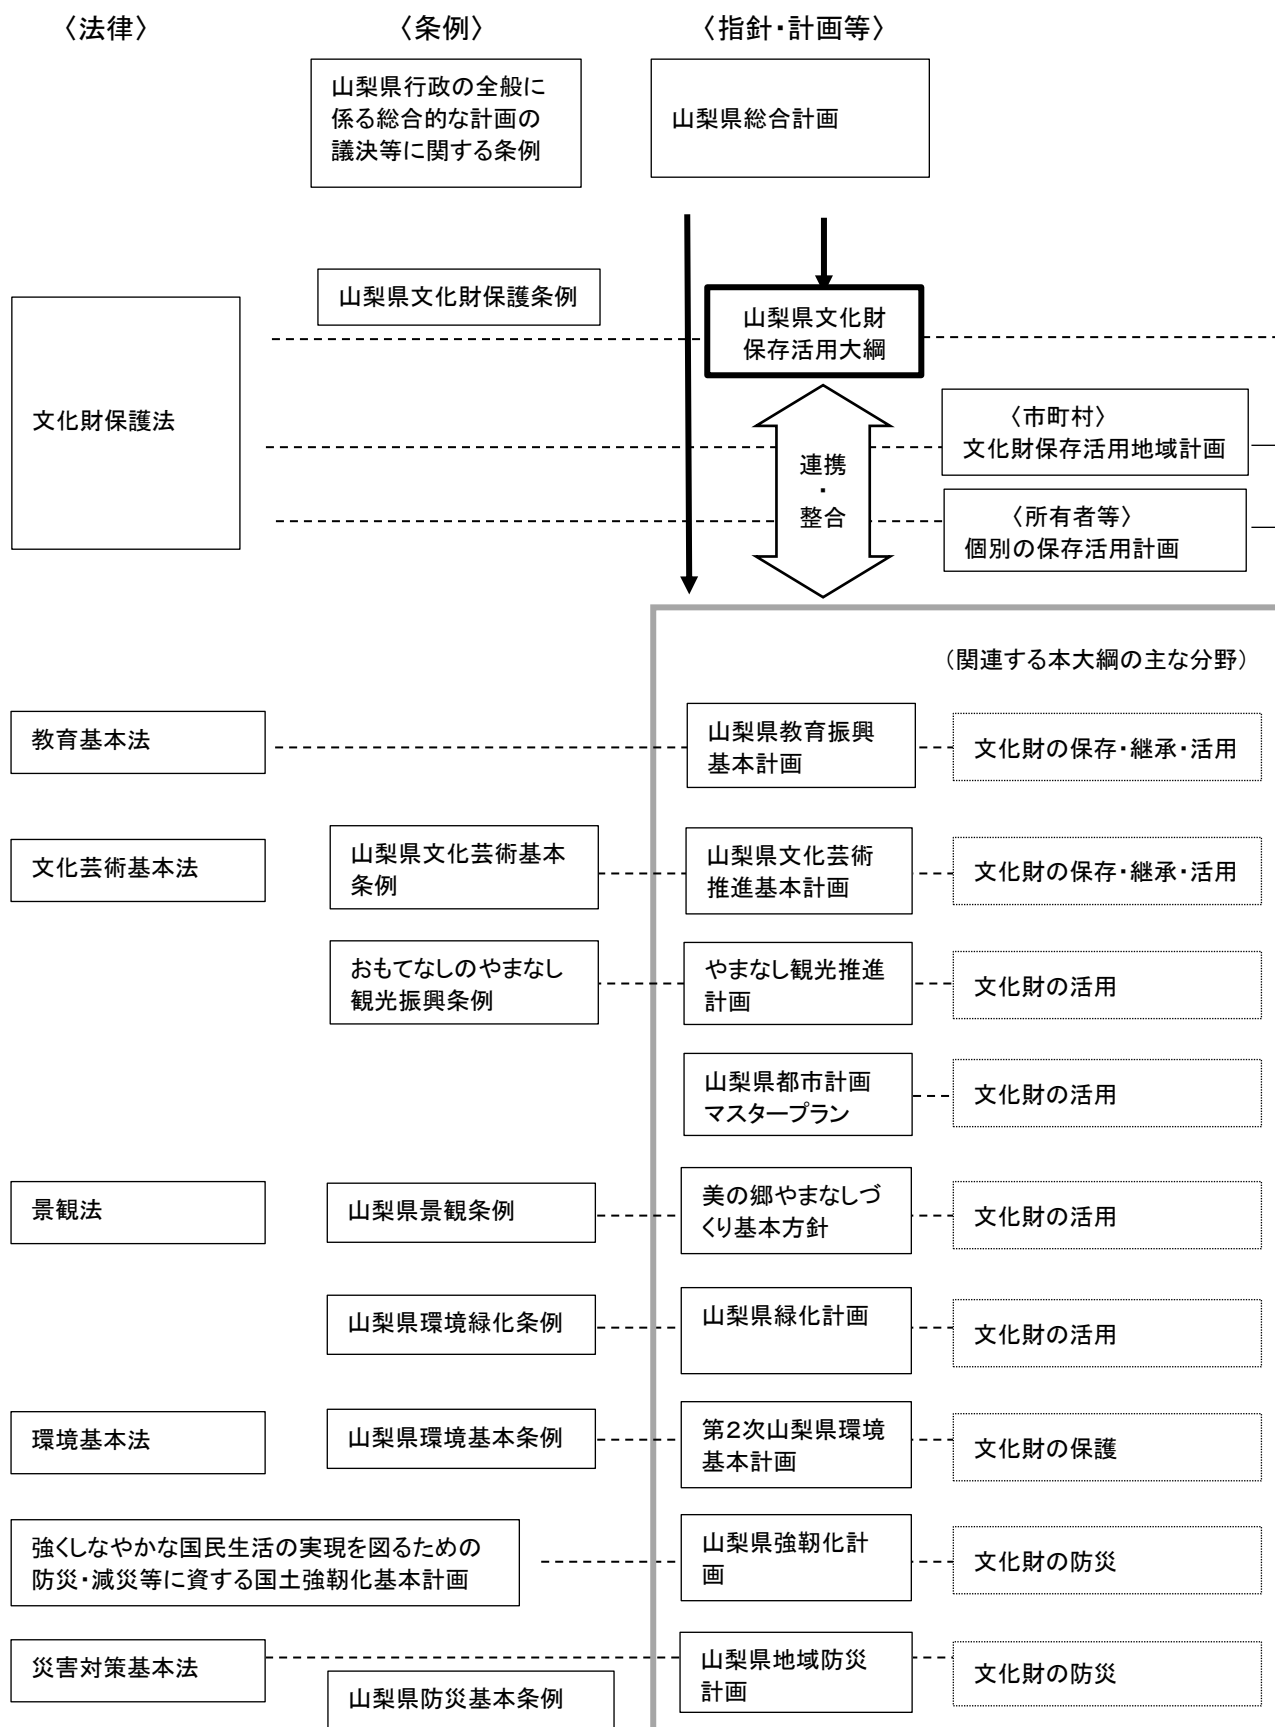 〈法律〉
〈条例〉
〈指針・計画等〉
山梨県行政の全般に
係る総合的な計画の
議決等に関する条例
山梨県総合計画
山梨県文化財保護条例
山梨県文化財
保存活用大綱
文化財保護法
〈市町村〉
文化財保存活用地域計画
連携
・
整合
〈所有者等〉
個別の保存活用計画
（関連する本大綱の主な分野）
教育基本法
山梨県教育振興
基本計画
文化財の保存・継承・活用
文化芸術基本法
山梨県文化芸術基本
条例
山梨県文化芸術
推進基本計画
文化財の保存・継承・活用
おもてなしのやまなし
観光振興条例
やまなし観光推進
計画
文化財の活用
山梨県都市計画
マスタープラン
文化財の活用
景観法
山梨県景観条例
美の郷やまなしづ
くり基本方針
文化財の活用
山梨県環境緑化条例
山梨県緑化計画
文化財の活用
環境基本法
山梨県環境基本条例
第２次山梨県環境
基本計画
文化財の保護
強くしなやかな国民生活の実現を図るための
防災・減災等に資する国土強靭化基本計画
山梨県強靭化計
画
文化財の防災
災害対策基本法
山梨県防災基本条例
山梨県地域防災
計画
文化財の防災